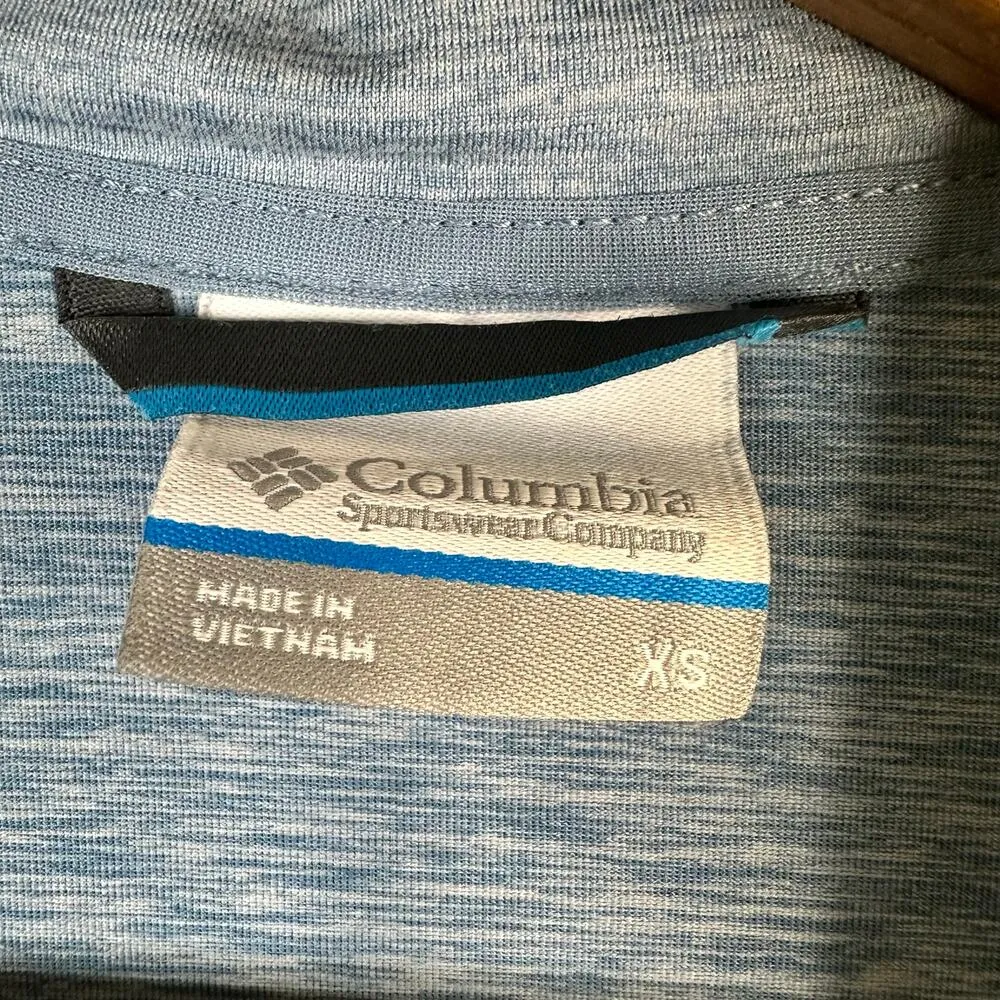 Columbia
Sportswear Company
MADE IN
VIETNAM
XS